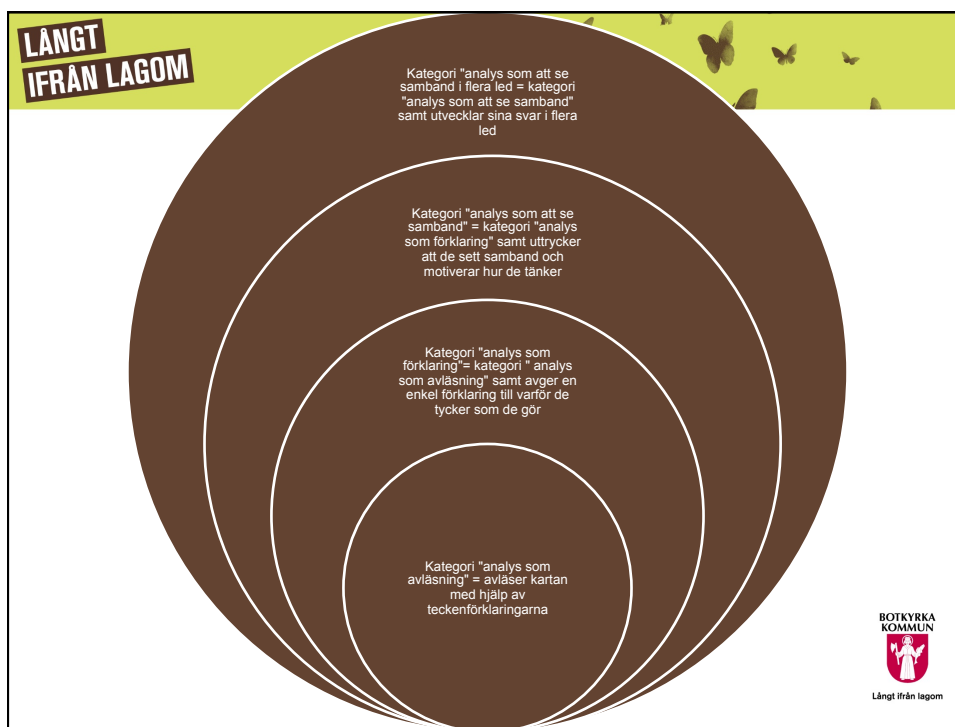 LÅNGT
IFRÅN LAGOM
Kategori "analys som att se
samband i flera led = kategori
"analys som att se samband"
samt utvecklar sina svar i flera
led
Kategori "analys som att se
samband" = kategori "analys
som förklaring" samt uttrycker
att de sett samband och
motiverar hur de tänker
Kategori "analys som
förklaring"= kategori " analys
som avläsning" samt avger en
enkel förklaring till varför de
tycker som de gör
Kategori "analys som
avläsning" = avläser kartan
med hjälp av
teckenförklaringarna
BOTKYRKA
KOMMUN
Långt ifrån lagom